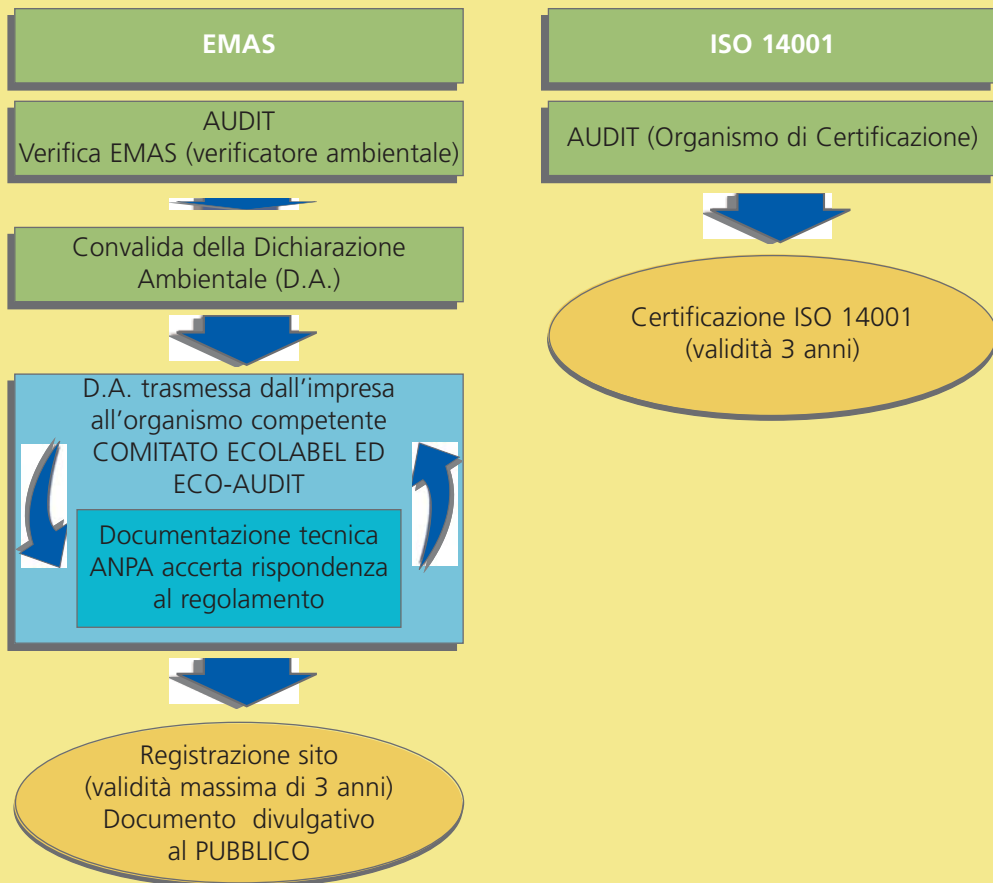 EMAS
AUDIT
Verifica EMAS (verificatore ambientale)
Convalida della Dichiarazione
Ambientale (D.A.)
D.A. trasmessa dall’impresa
all’organismo competente
COMITATO ECOLABEL ED
ECO-AUDIT
Documentazione tecnica
ANPA accerta rispondenza
al regolamento
Registrazione sito
(validità massima di 3 anni)
Documento divulgativo
al PUBBLICO
ISO 14001
AUDIT (Organismo di Certificazione)
Certificazione ISO 14001
(validità 3 anni)